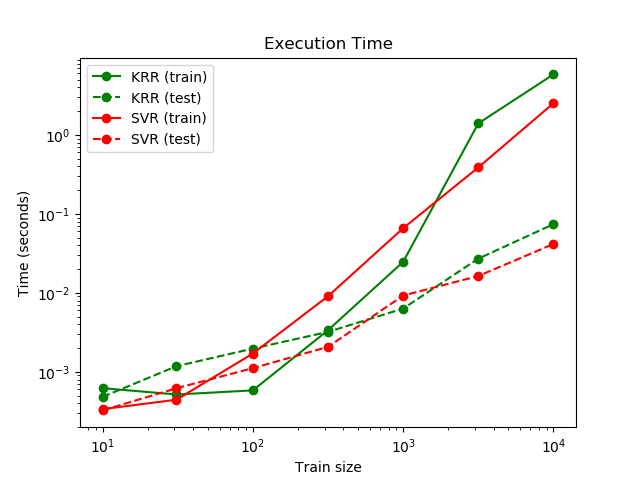 Execution Time
KRR (train)
KRR (test)
SVR (train)
SVR (test)
Time (seconds)
10⁰
10⁻¹
10⁻²
10⁻³
10¹
10²
10³
10⁴
Train size